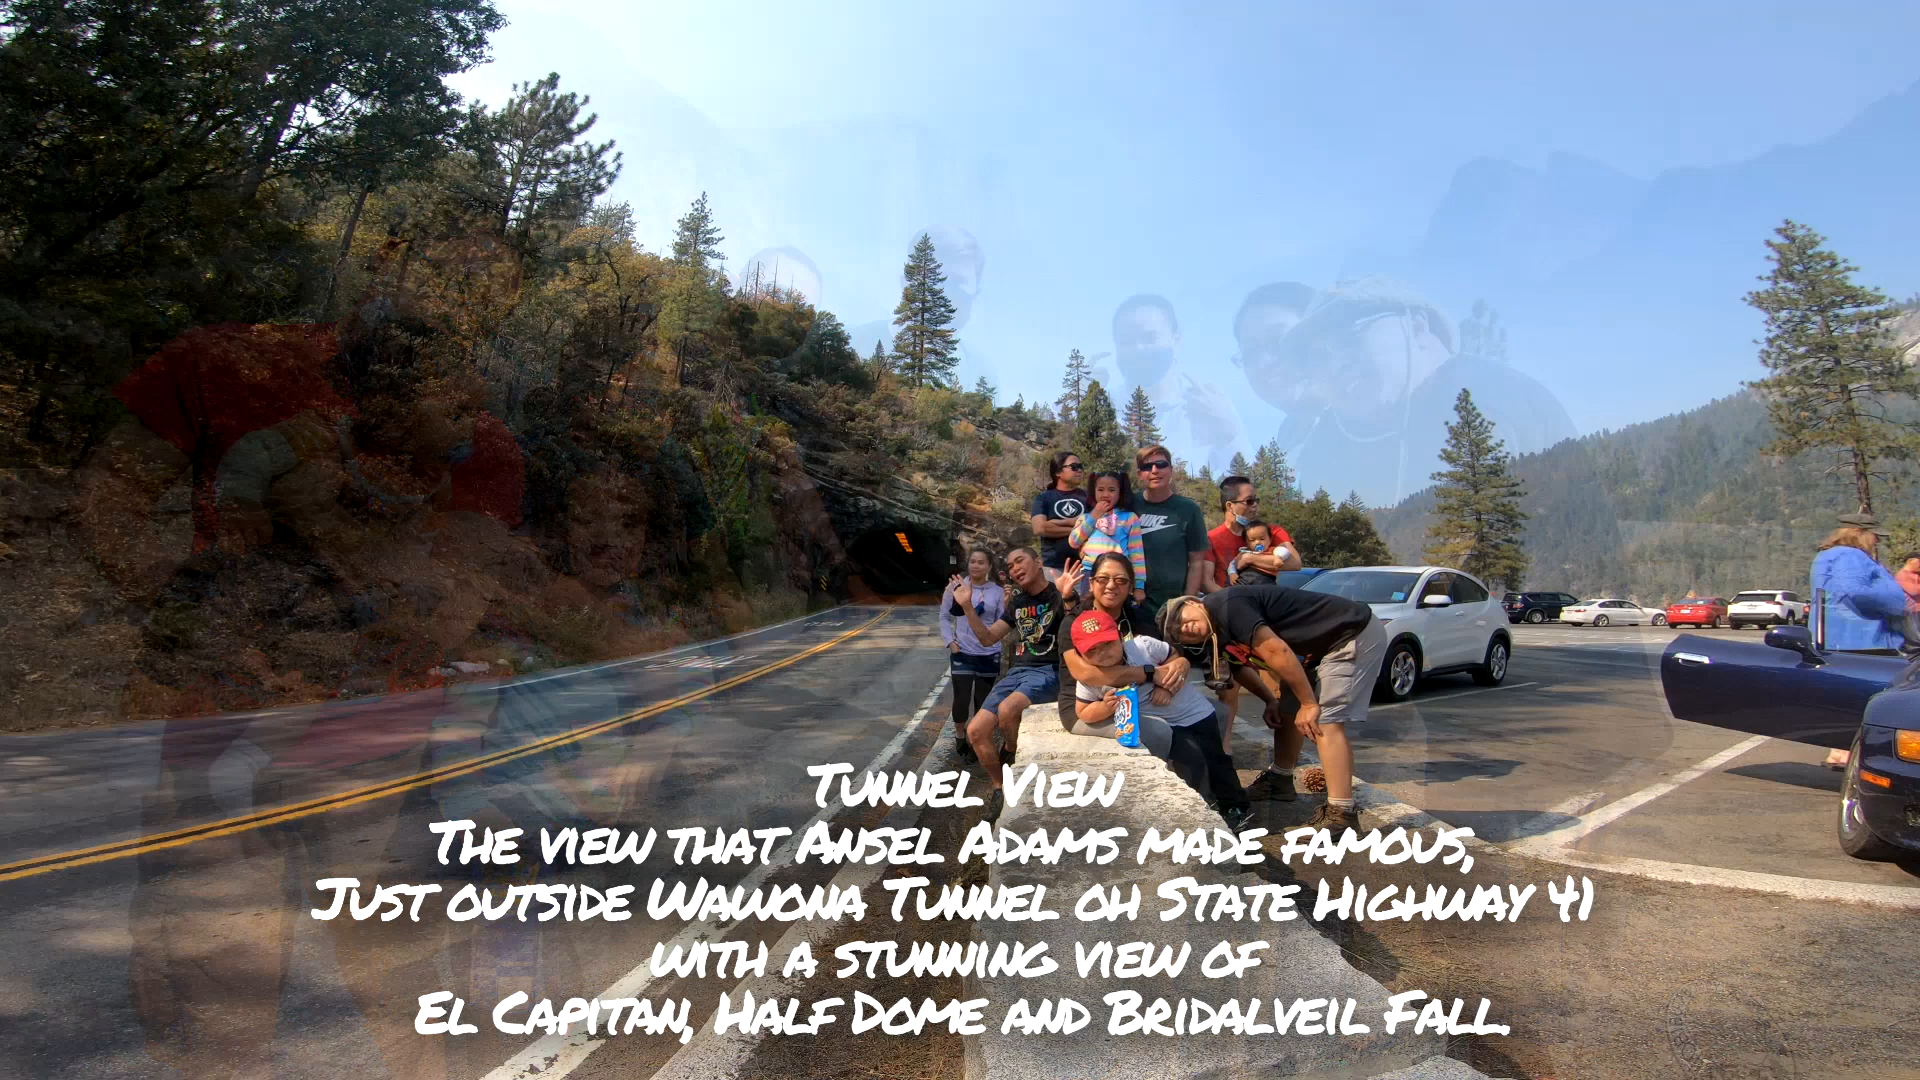 Tunnel View
The view that Ansel Adams made famous,
Just outside Wawona Tunnel on State Highway 41
with a stunning view of
El Capitan, Half Dome and Bridalveil Fall.
NIKE